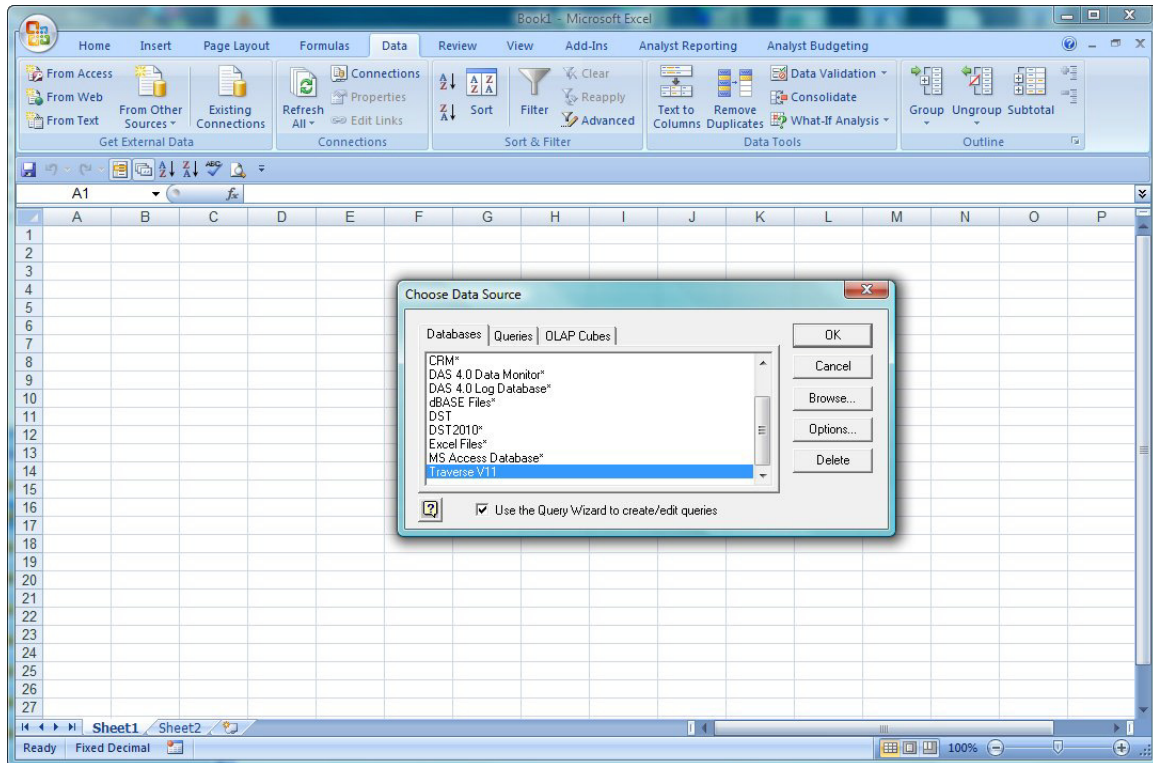 Book1 - Microsoft Excel
Home Insert Page Layout Formulas Data Review View Add-Ins Analyst Reporting Analyst Budgeting
From Access
From Web
From Text
From Other Sources
Existing Connections
Get External Data
Refresh All
Connections
Properties
Edit Links
Connections
Sort
Filter
Clear
Reapply
Advanced
Sort & Filter
Text to Columns
Remove Duplicates
Data Validation
Consolidate
What-If Analysis
Data Tools
Group
Ungroup
Subtotal
Outline
A1
fx
A B C D E F G H I J K L M N O P
1
2
3
4
5
6
7
8
9
10
11
12
13
14
15
16
17
18
19
20
21
22
23
24
25
26
27
Choose Data Source
Databases Queries OLAP Cubes
CRM*
DAS 4.0 Data Monitor*
DAS 4.0 Log Database*
dBASE Files*
DST
DST2010*
Excel Files*
MS Access Database*
Traverse V11
OK
Cancel
Browse...
Options...
Delete
Use the Query Wizard to create/edit queries
Sheet1 Sheet2
Ready Fixed Decimal 100%